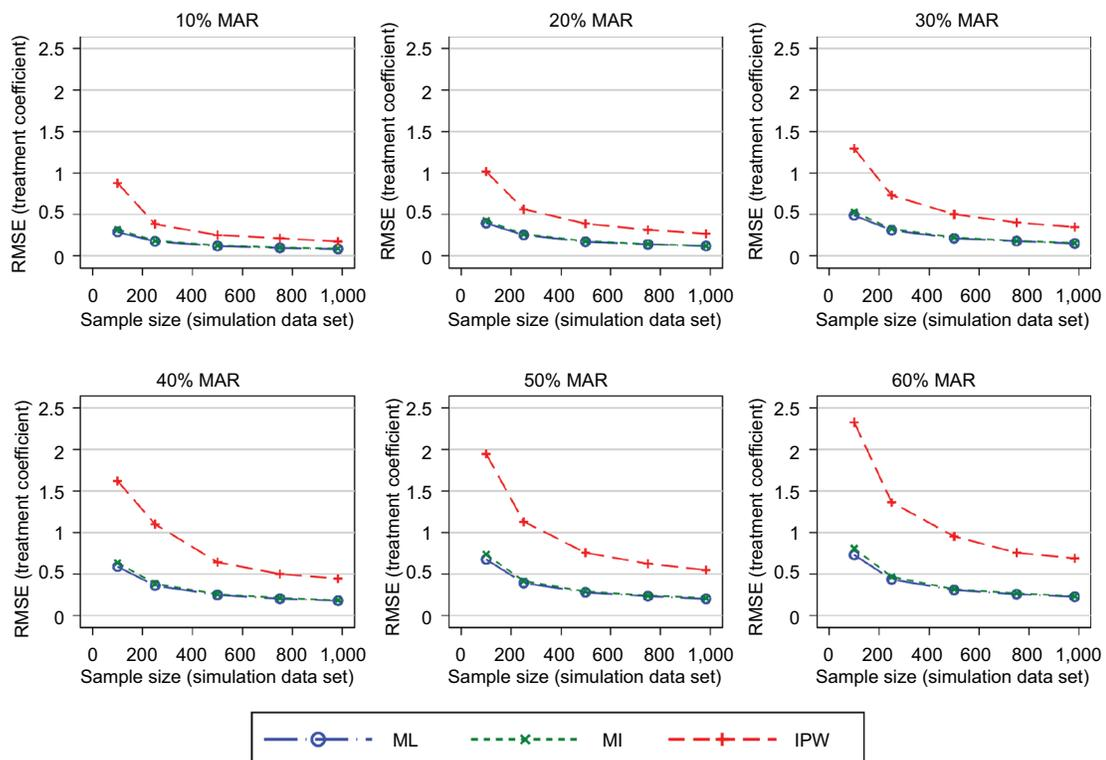 10% MAR
RMSE (treatment coefficient)
2.5
2
1.5
1
0.5
0
0 200 400 600 800 1,000
Sample size (simulation data set)
20% MAR
RMSE (treatment coefficient)
2.5
2
1.5
1
0.5
0
0 200 400 600 800 1,000
Sample size (simulation data set)
30% MAR
RMSE (treatment coefficient)
2.5
2
1.5
1
0.5
0
0 200 400 600 800 1,000
Sample size (simulation data set)
40% MAR
RMSE (treatment coefficient)
2.5
2
1.5
1
0.5
0
0 200 400 600 800 1,000
Sample size (simulation data set)
50% MAR
RMSE (treatment coefficient)
2.5
2
1.5
1
0.5
0
0 200 400 600 800 1,000
Sample size (simulation data set)
60% MAR
RMSE (treatment coefficient)
2.5
2
1.5
1
0.5
0
0 200 400 600 800 1,000
Sample size (simulation data set)
ML MI IPW